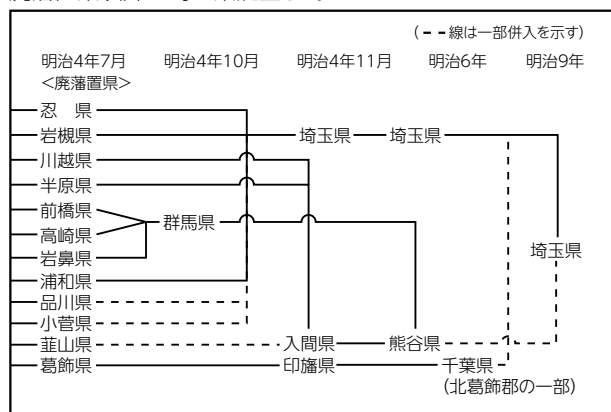 (--線は一部併入を示す)
明治4年7月 明治4年10月 明治4年11月 明治6年 明治9年
<廃藩置県>
忍 県
岩槻県 埼玉県 埼玉県
川越県
半原県
前橋県
群馬県
高崎県
岩鼻県
埼玉県
浦和県
品川県
小菅県
韮山県 入間県 熊谷県
葛飾県 印旛県 千葉県
(北葛飾郡の一部)